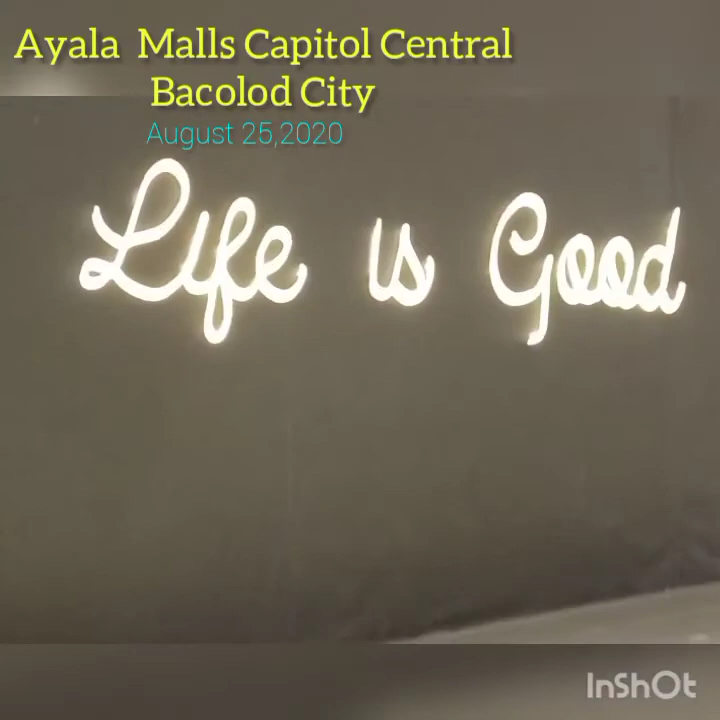 Ayala Malls Capitol Central
Bacolod City
August 25,2020
Life is Good
InShOt